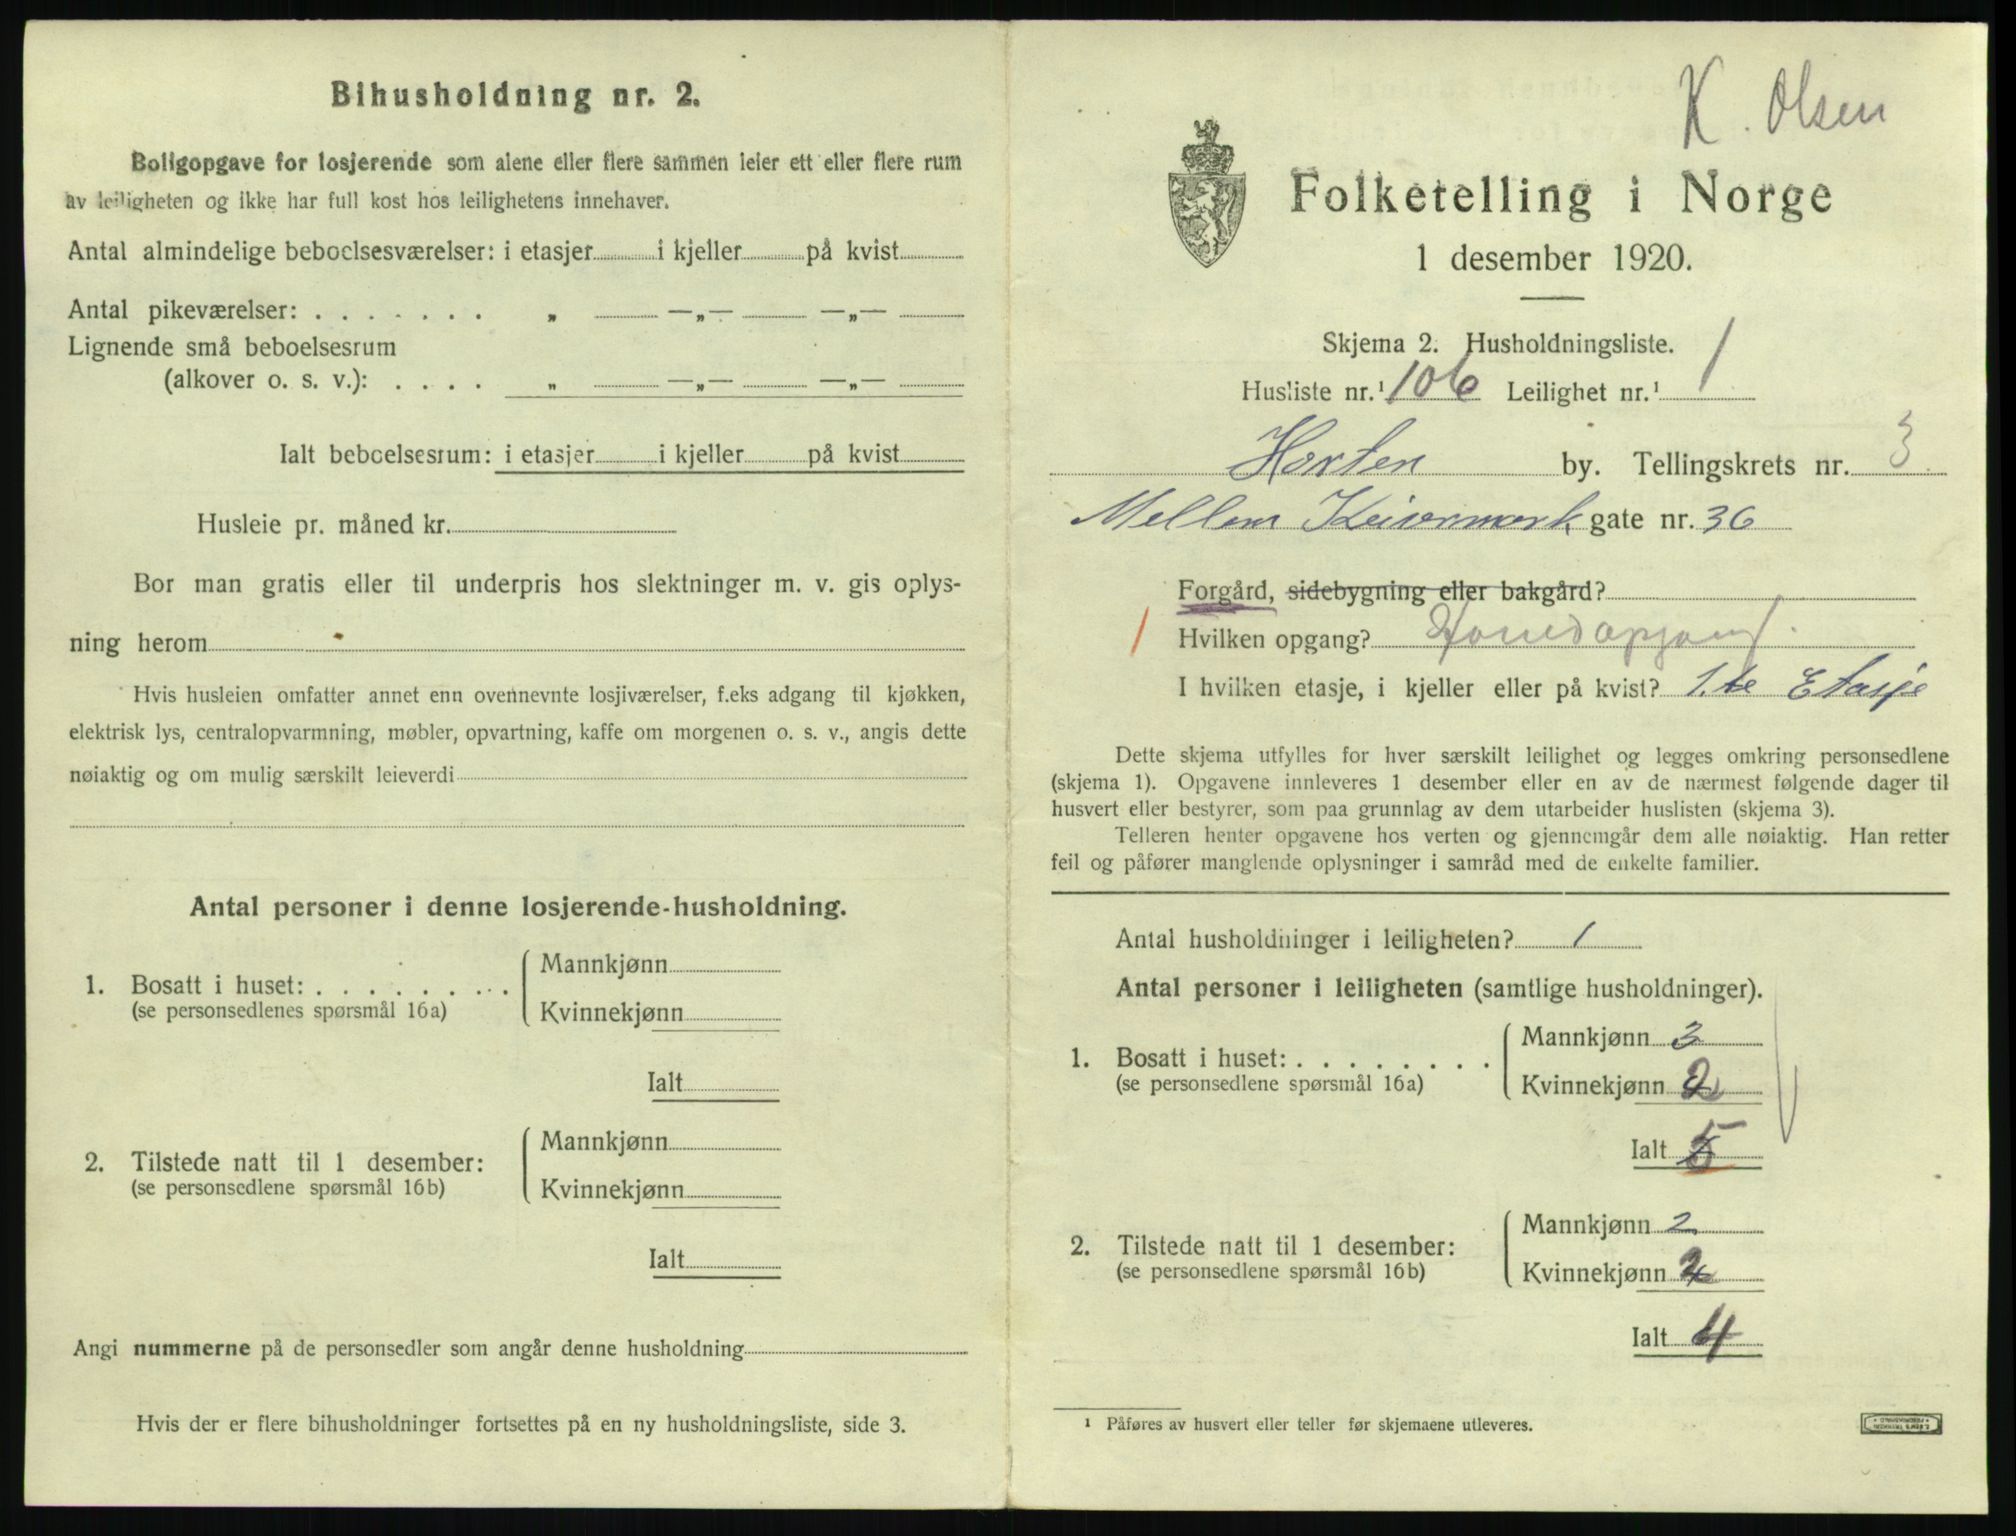 Bihusholdning nr. 2.
Boligopgave for losjerende som alene eller flere sammen leier ett eller flere rum
av leiligheten og ikke har full kost hos leilighetens innehaver.
Antal almindelige beboelsesværelser: i etasjer i kjeller på kvist
Antal pikeværelser: . . . . . . . „ —„— —„—
Lignende små beboelsesrum
(alkover o. s. v.): . . . . „ —„— —„—
Ialt beboelsesrum: i etasjer i kjeller på kvist
Husleie pr. måned kr.
Bor man gratis eller til underpris hos slektninger m. v. gis oplys-
ning herom
Hvis husleien omfatter annet enn ovennevnte losjiværelser, f.eks adgang til kjøkken,
elektrisk lys, centralopvarmning, møbler, opvartning, kaffe om morgenen o. s. v., angis dette
nøiaktig og om mulig særskilt leieverdi
Antal personer i denne losjerende-husholdning.
1. Bosatt i huset: . . . . . . . . . Mannkjønn
(se personsedlenes spørsmål 16a) Kvinnekjønn
Ialt
2. Tilstede natt til 1 desember: Mannkjønn
(se personsedlene spørsmål 16b) Kvinnekjønn
Ialt
Angi nummerne på de personsedler som angår denne husholdning
Hvis der er flere bihusholdninger fortsettes på en ny husholdningsliste, side 3.
K. Olsen
Folketelling i Norge
1 desember 1920.
Skjema 2. Husholdningsliste.
Husliste nr.¹ 106 Leilighet nr.¹ 1
Horten by. Tellingskrets nr. 3
Mellem Keisermark gate nr. 36
Forgård, sidebygning eller bakgård?
1 Hvilken opgang? Hovedopgang.
I hvilken etasje, i kjeller eller på kvist? 1.te Etasje
Dette skjema utfylles for hver særskilt leilighet og legges omkring personsedlene
(skjema 1). Opgavene innleveres 1 desember eller en av de nærmest følgende dager til
husvert eller bestyrer, som paa grunnlag av dem utarbeider huslisten (skjema 3).
Telleren henter opgavene hos verten og gjennemgår dem alle nøiaktig. Han retter
feil og påfører manglende oplysninger i samråd med de enkelte familier.
Antal husholdninger i leiligheten? 1
Antal personer i leiligheten (samtlige husholdninger).
1. Bosatt i huset: . . . . . . . . . Mannkjønn 3
(se personsedlene spørsmål 16a) Kvinnekjønn 2
Ialt 5
2. Tilstede natt til 1 desember: Mannkjønn 2
(se personsedlene spørsmål 16b) Kvinnekjønn 2
Ialt 4
¹ Påføres av husvert eller teller før skjemaene utleveres.